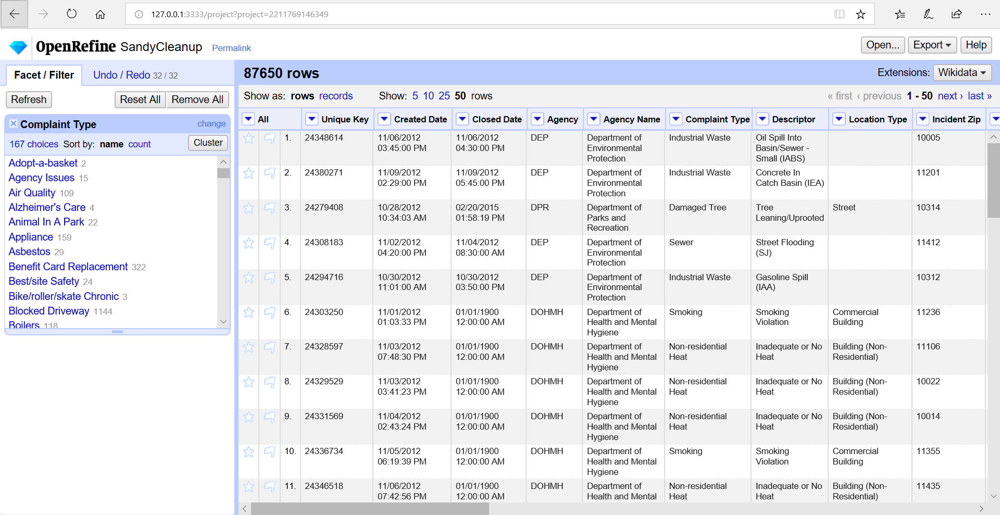 127.0.0.1:3333/project?project=2211769146349
OpenRefine SandyCleanup Permalink
Open... Export Help
Facet / Filter Undo / Redo 32 / 32
87650 rows
Extensions: Wikidata
Refresh Reset All Remove All
Show as: rows records Show: 5 10 25 50 rows
« first ‹ previous 1 - 50 next › last »
Complaint Type change
167 choices Sort by: name count Cluster
Adopt-a-basket 2
Agency Issues 15
Air Quality 109
Alzheimer's Care 4
Animal In A Park 22
Appliance 159
Asbestos 29
Benefit Card Replacement 322
Best/site Safety 24
Bike/roller/skate Chronic 3
Blocked Driveway 1144
Boilers 118
All Unique Key Created Date Closed Date Agency Agency Name Complaint Type Descriptor Location Type Incident Zip
1. 24348614 11/06/2012 11/06/2012 DEP Department of Industrial Waste Oil Spill Into 10005
03:45:00 PM 04:30:00 PM Environmental Basin/Sewer -
Protection Small (IABS)
2. 24380271 11/09/2012 11/09/2012 DEP Department of Industrial Waste Concrete In 11201
02:29:00 PM 05:45:00 PM Environmental Catch Basin (IEA)
Protection
3. 24279408 10/28/2012 02/20/2015 DPR Department of Damaged Tree Tree Street 10314
10:34:03 AM 01:58:19 PM Parks and Leaning/Uprooted
Recreation
4. 24308183 11/02/2012 11/04/2012 DEP Department of Sewer Street Flooding 11412
04:20:00 PM 08:30:00 AM Environmental (SJ)
Protection
5. 24294716 10/30/2012 10/30/2012 DEP Department of Industrial Waste Gasoline Spill 10312
11:01:00 AM 03:50:00 PM Environmental (IAA)
Protection
6. 24303250 11/01/2012 01/01/1900 DOHMH Department of Smoking Smoking Commercial 11236
01:03:33 PM 12:00:00 AM Health and Mental Violation Building
Hygiene
7. 24328597 11/03/2012 01/01/1900 DOHMH Department of Non-residential Inadequate or No Building (Non- 11106
07:48:30 PM 12:00:00 AM Health and Mental Heat Heat Residential)
Hygiene
8. 24329529 11/03/2012 01/01/1900 DOHMH Department of Non-residential Inadequate or No Building (Non- 10022
03:41:23 PM 12:00:00 AM Health and Mental Heat Heat Residential)
Hygiene
9. 24331569 11/04/2012 01/01/1900 DOHMH Department of Non-residential Inadequate or No Building (Non- 10014
02:43:24 PM 12:00:00 AM Health and Mental Heat Heat Residential)
Hygiene
10. 24336734 11/05/2012 01/01/1900 DOHMH Department of Smoking Smoking Commercial 11355
06:19:39 PM 12:00:00 AM Health and Mental Violation Building
Hygiene
11. 24346518 11/06/2012 01/01/1900 DOHMH Department of Non-residential Inadequate or No Building (Non- 11435
07:42:56 PM 12:00:00 AM Health and Mental Heat Heat Residential)